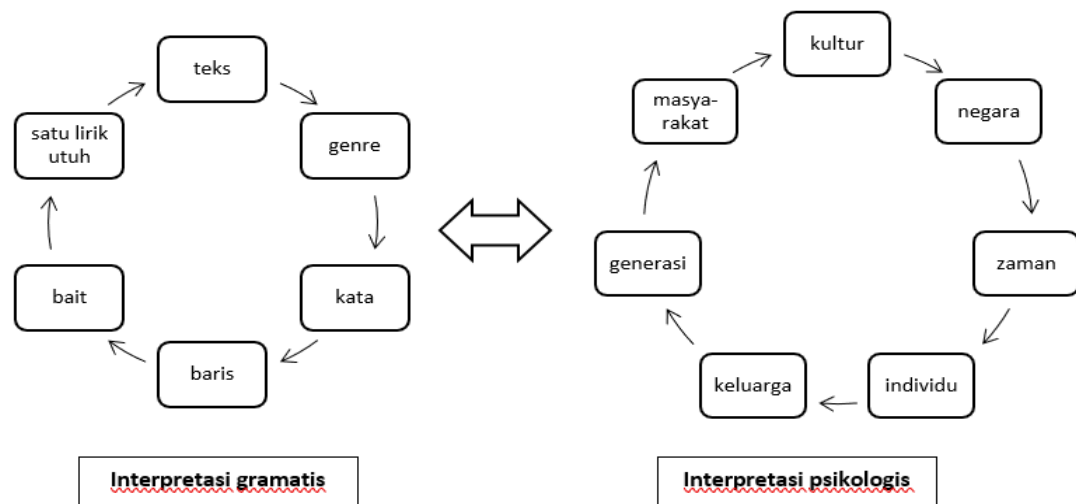 teks
genre
kata
baris
bait
satu lirik
utuh
kultur
negara
zaman
individu
keluarga
generasi
masya-
rakat
Interpretasi gramatis
Interpretasi psikologis